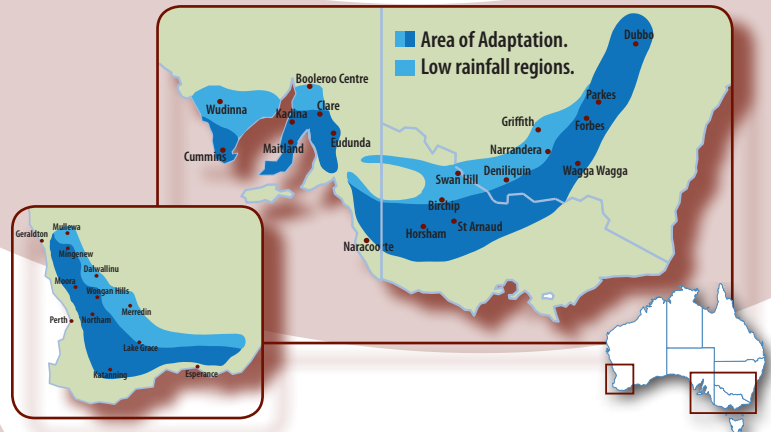 Area of Adaptation.
Low rainfall regions.
Dubbo
Booleroo Centre
Wudinna
Kadina
Clare
Parkes
Griffith
Forbes
Cummins
Maitland
Eudunda
Narrandera
Swan Hill
Deniliquin
Wagga Wagga
Birchip
Horsham
St Arnaud
Naracoorte
Geraldton
Mullewa
Mingenew
Dalwallinu
Moora
Wongan Hills
Merredin
Perth
Northam
Lake Grace
Katanning
Esperance